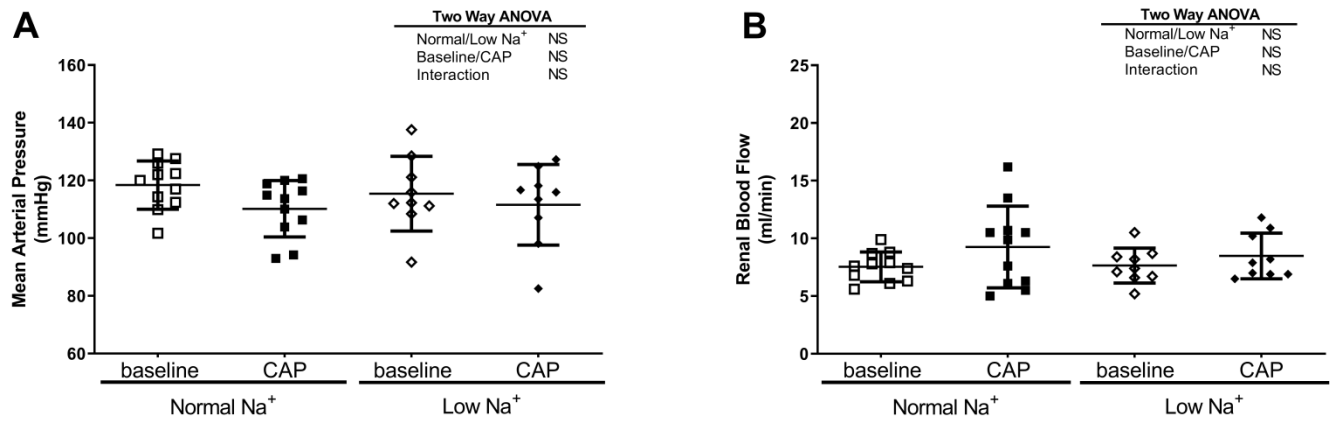 A
Two Way ANOVA
Normal/Low Na+ NS
Baseline/CAP NS
Interaction NS
160
140
120
100
80
60
Mean Arterial Pressure
(mmHg)
baseline CAP baseline CAP
Normal Na+ Low Na+
B
Two Way ANOVA
Normal/Low Na+ NS
Baseline/CAP NS
Interaction NS
25
20
15
10
5
0
Renal Blood Flow
(ml/min)
baseline CAP baseline CAP
Normal Na+ Low Na+